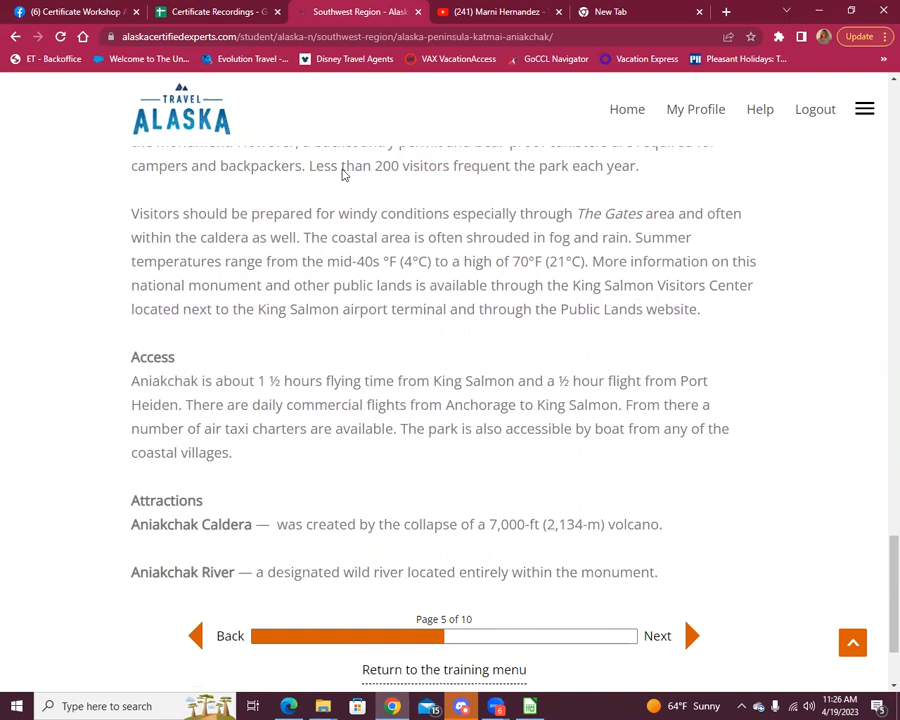 (6) Certificate Workshop /
Certificate Recordings - G
Southwest Region - Alask
(241) Marni Hernandez -
New Tab
alaskacertifiedexperts.com/student/alaska-n/southwest-region/alaska-peninsula-katmai-aniakchak/
Update
ET - Backoffice
Welcome to The Un...
Evolution Travel -...
Disney Travel Agents
VAX VacationAccess
GoCCL Navigator
Vacation Express
Pleasant Holidays: T...
TRAVEL
ALASKA
Home
My Profile
Help
Logout
campers and backpackers. Less than 200 visitors frequent the park each year.
Visitors should be prepared for windy conditions especially through The Gates area and often
within the caldera as well. The coastal area is often shrouded in fog and rain. Summer
temperatures range from the mid-40s °F (4°C) to a high of 70°F (21°C). More information on this
national monument and other public lands is available through the King Salmon Visitors Center
located next to the King Salmon airport terminal and through the Public Lands website.
Access
Aniakchak is about 1 ½ hours flying time from King Salmon and a ½ hour flight from Port
Heiden. There are daily commercial flights from Anchorage to King Salmon. From there a
number of air taxi charters are available. The park is also accessible by boat from any of the
coastal villages.
Attractions
Aniakchak Caldera — was created by the collapse of a 7,000-ft (2,134-m) volcano.
Aniakchak River — a designated wild river located entirely within the monument.
Page 5 of 10
Back
Next
Return to the training menu
Type here to search
15
6
64°F Sunny
11:26 AM
4/19/2023
5